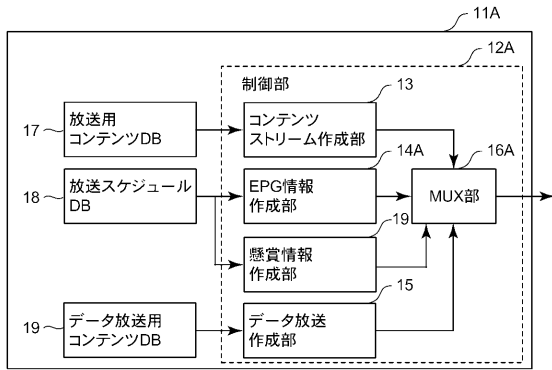 11A
12A
制御部
13
17
放送用
コンテンツDB
コンテンツ
ストリーム作成部
14A
16A
18
放送スケジュール
DB
EPG情報
作成部
MUX部
19
懸賞情報
作成部
15
19
データ放送用
コンテンツDB
データ放送
作成部